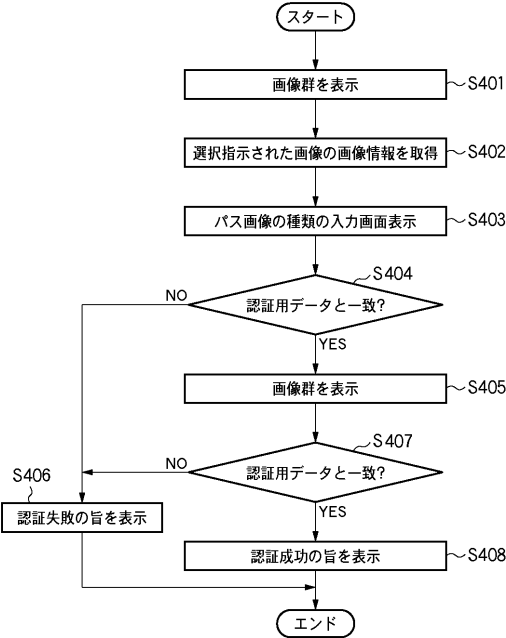 スタート
画像群を表示
S401
選択指示された画像の画像情報を取得
S402
パス画像の種類の入力画面表示
S403
S404
認証用データと一致?
NO
YES
画像群を表示
S405
S407
認証用データと一致?
NO
YES
S406
認証失敗の旨を表示
認証成功の旨を表示
S408
エンド